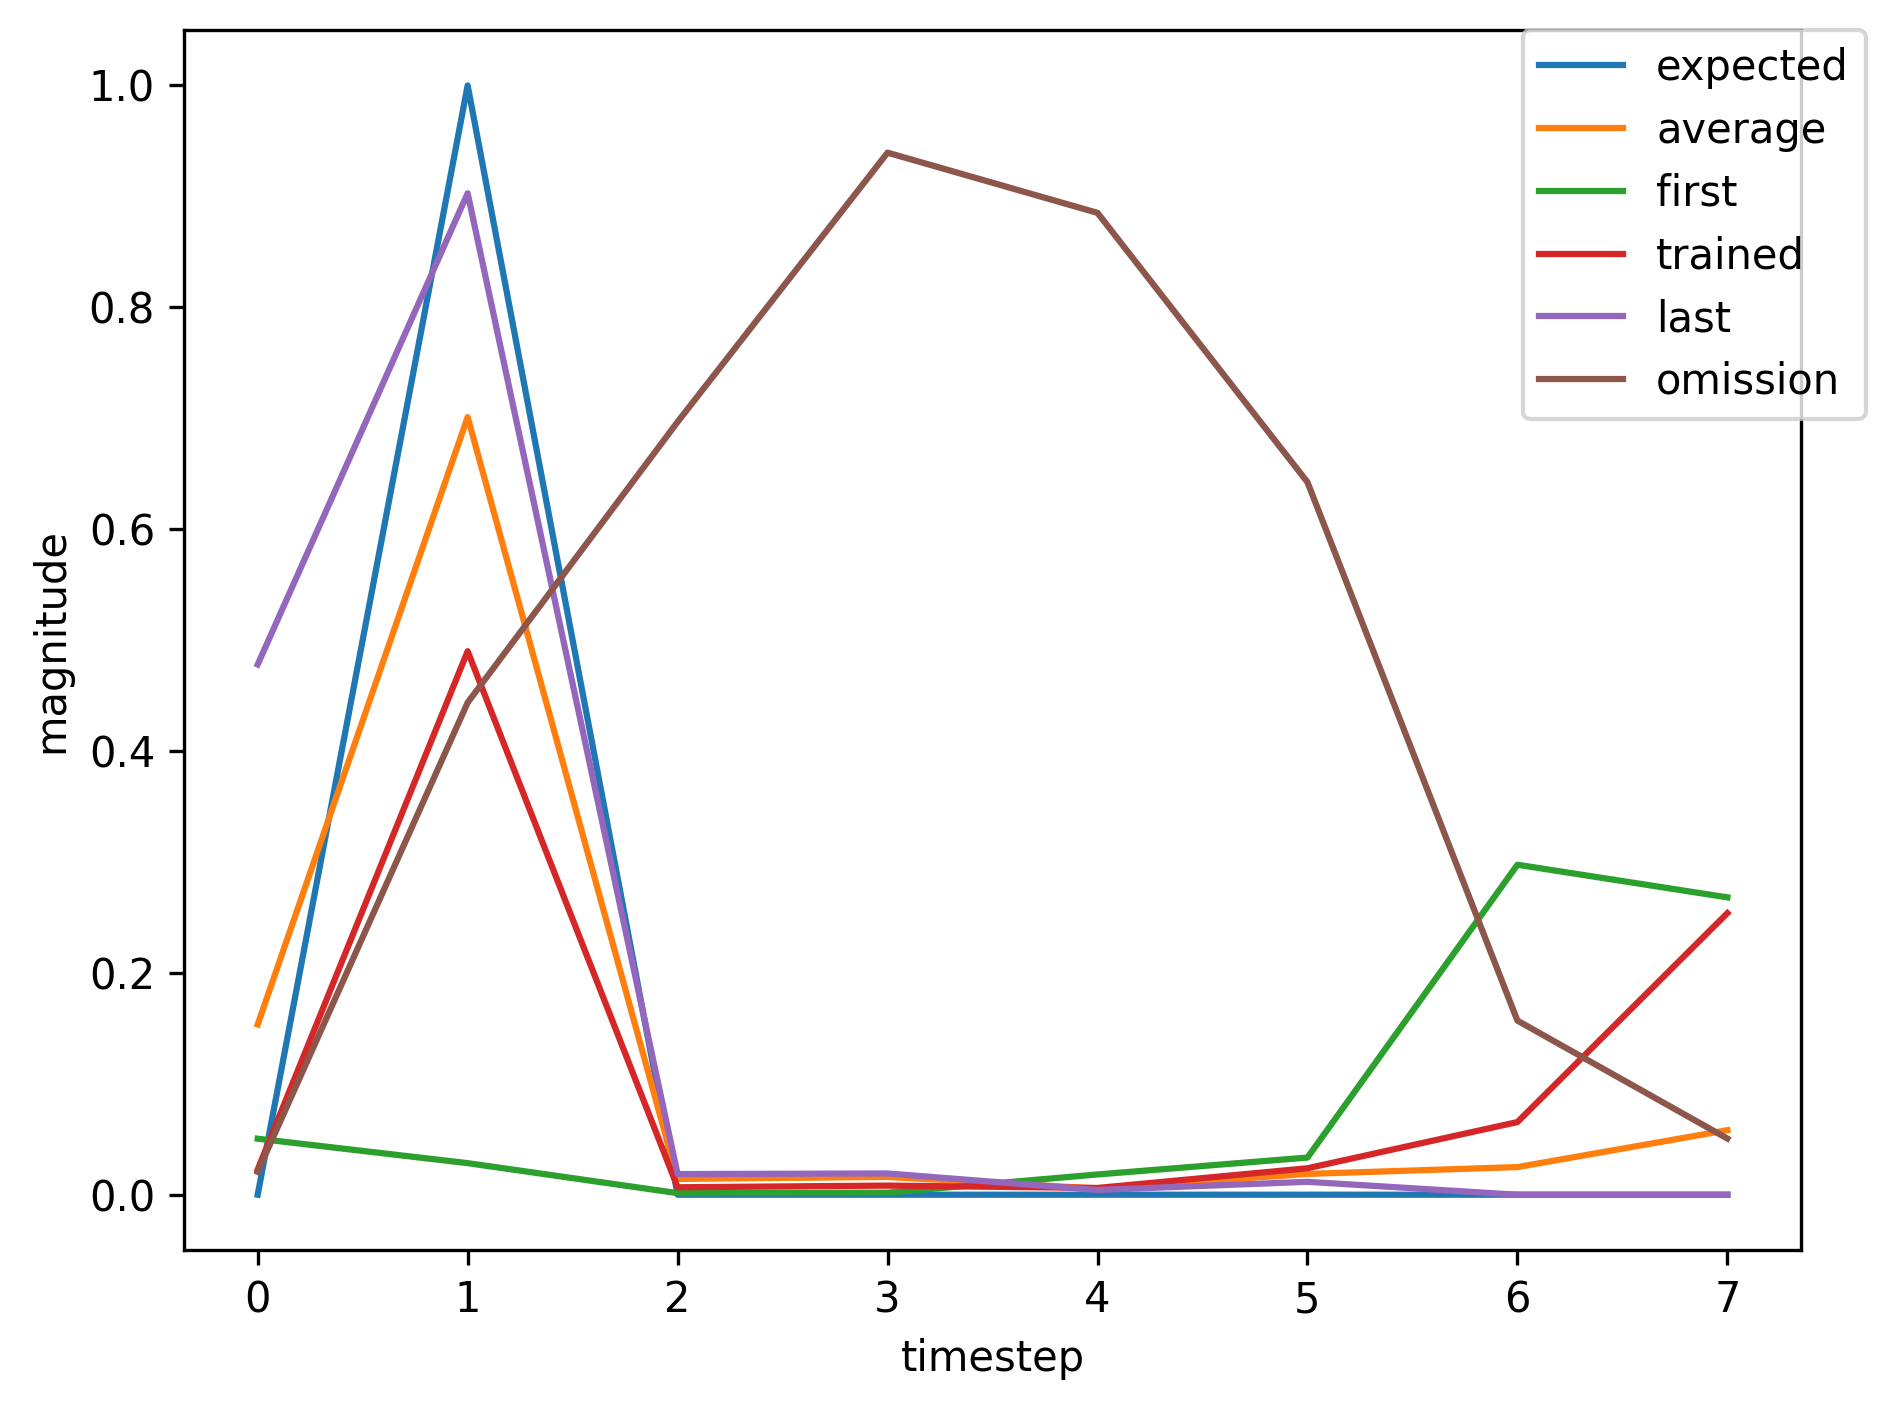 expected
average
first
trained
last
omission
1.0
0.8
0.6
0.4
0.2
0.0
magnitude
0 1 2 3 4 5 6 7
timestep